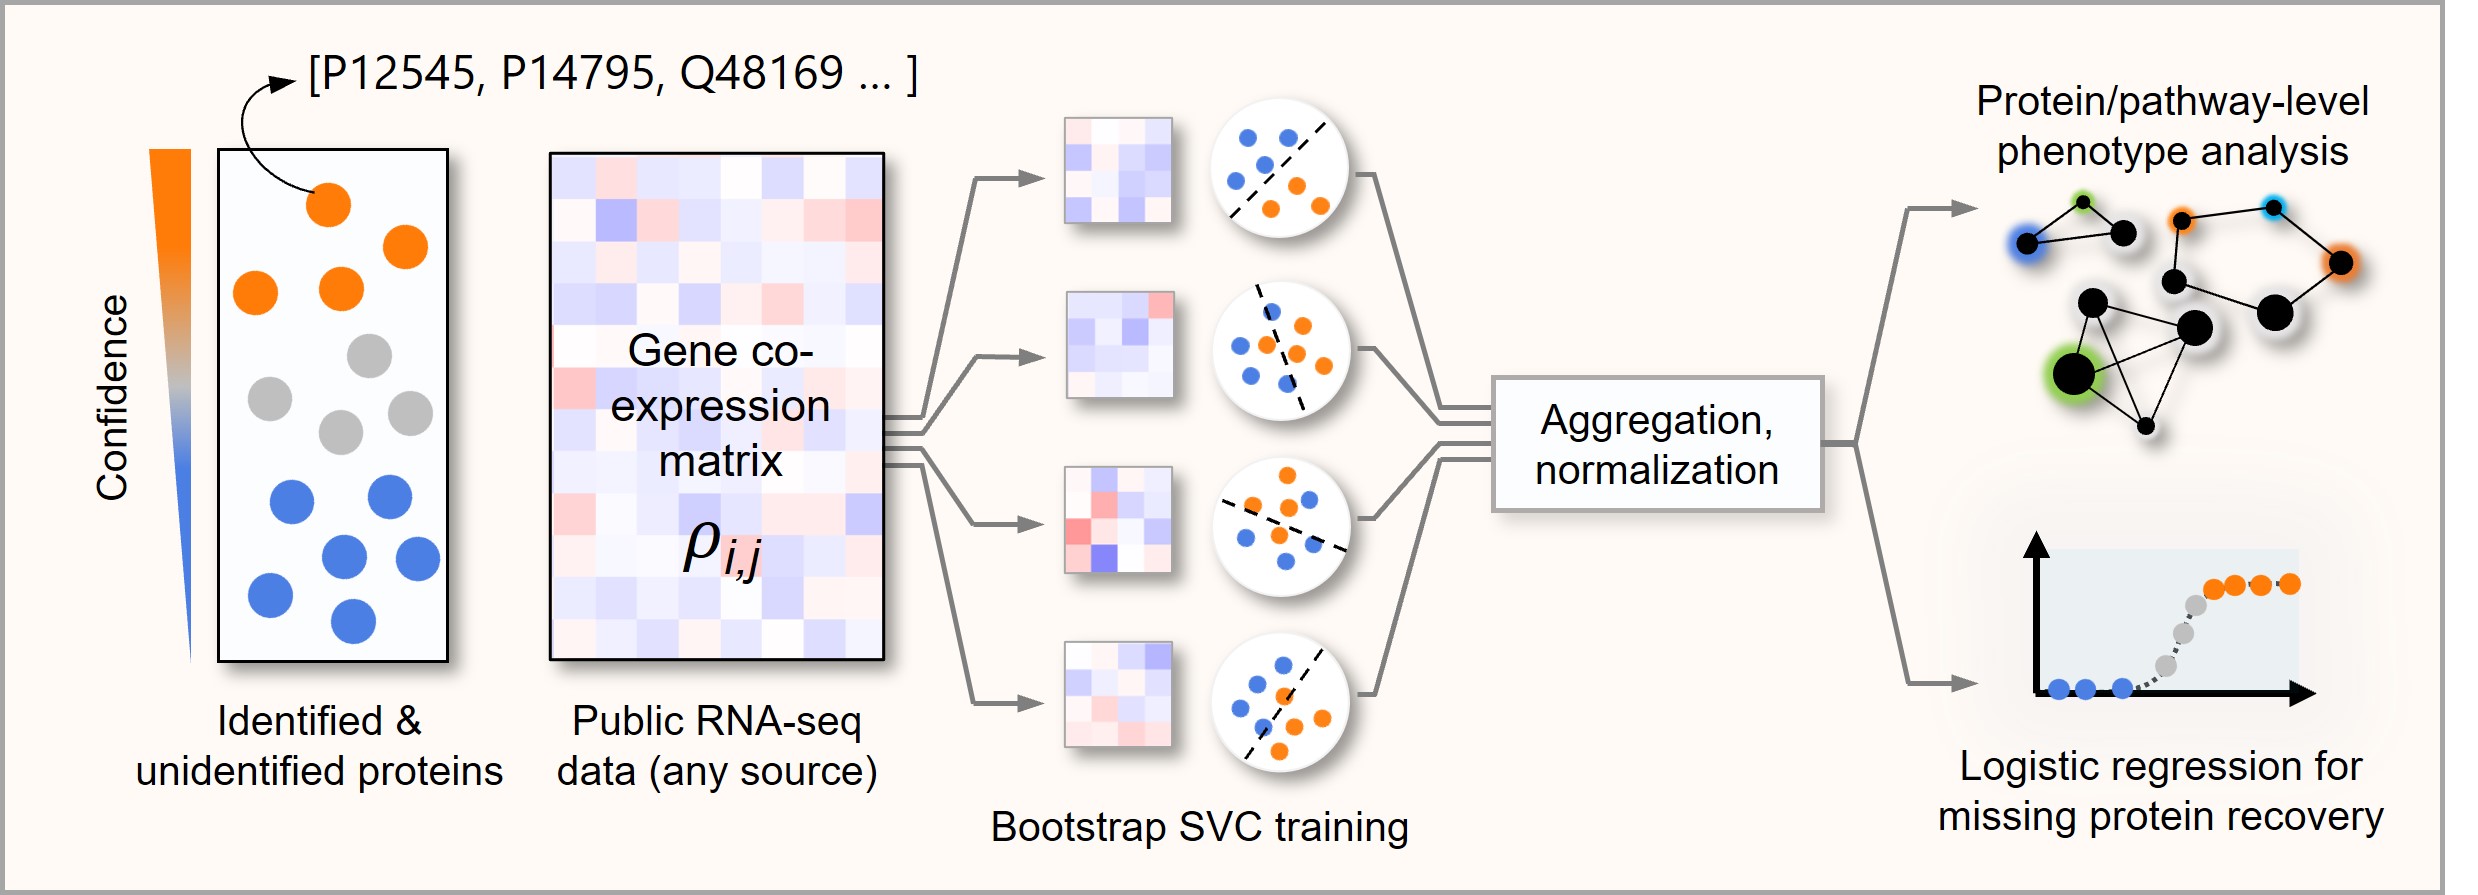 [P12545, P14795, Q48169 ... ]
Confidence
Identified &
unidentified proteins
Gene co-
expression
matrix
ρi,j
Public RNA-seq
data (any source)
Bootstrap SVC training
Aggregation,
normalization
Protein/pathway-level
phenotype analysis
Logistic regression for
missing protein recovery